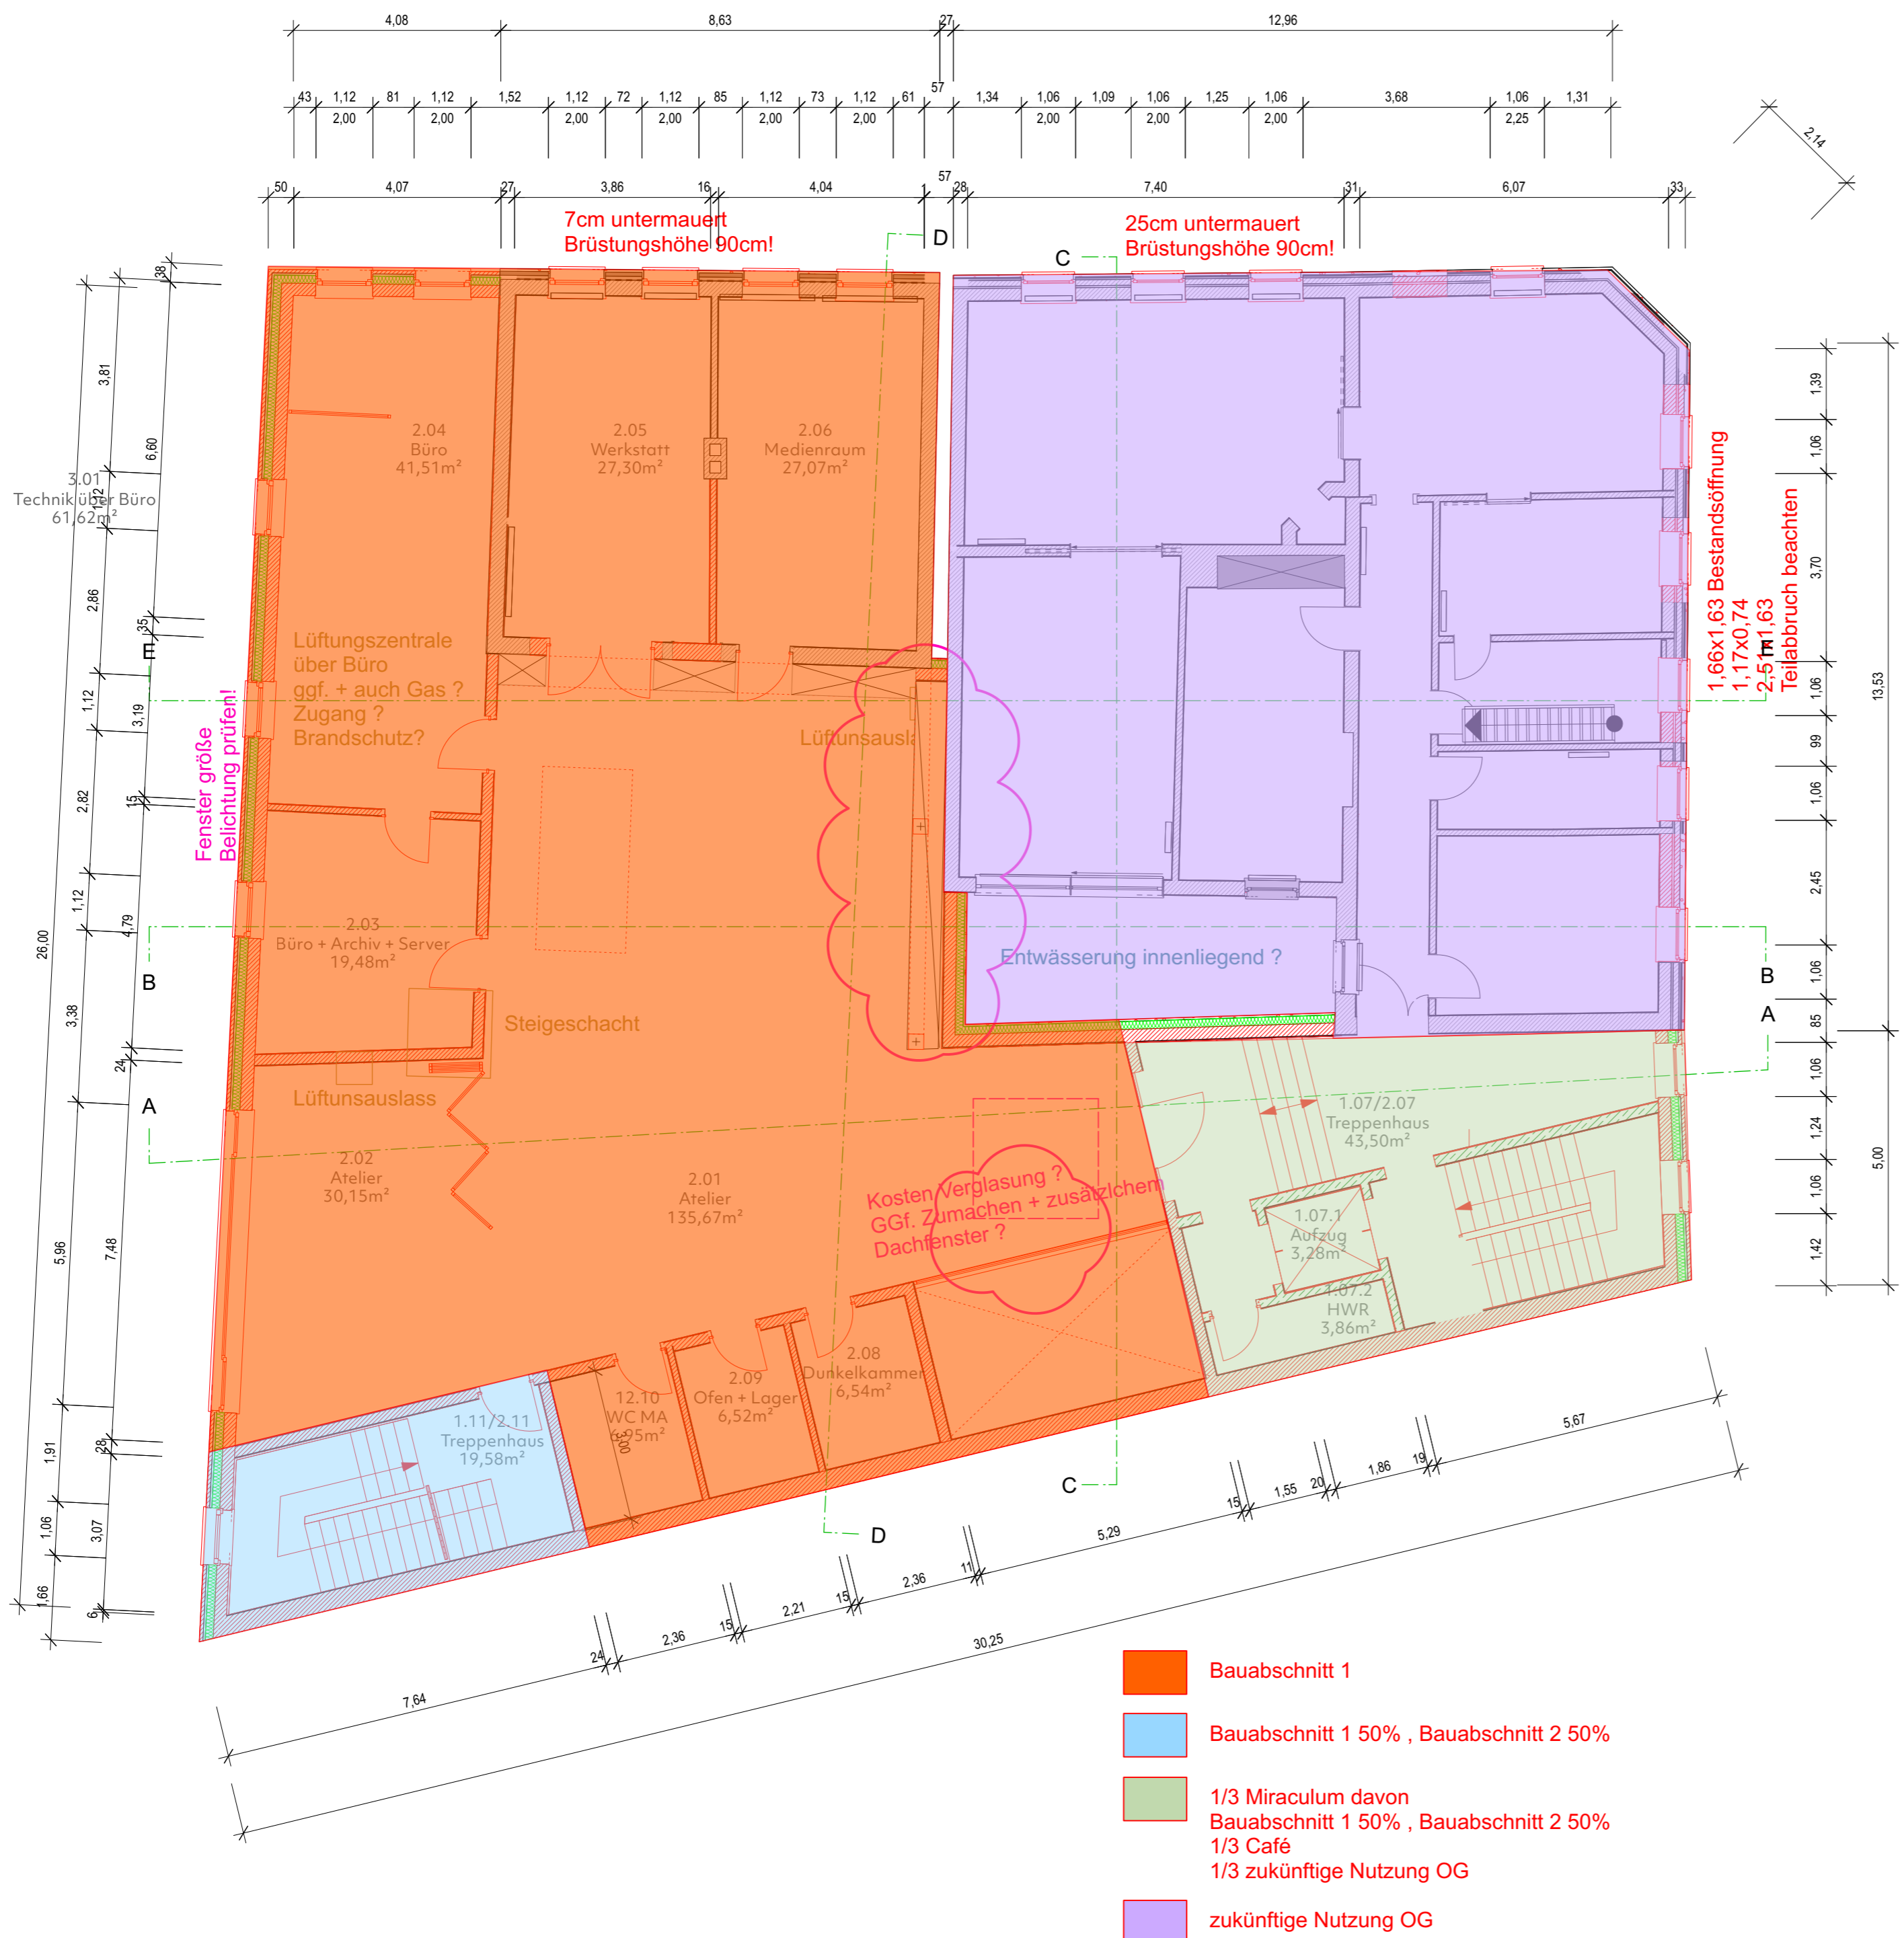 4,08
8,63
27
12,96
57
43
1,12
81
1,12
1,52
1,12
72
1,12
85
1,12
73
1,12
61
1,34
1,06
1,09
1,06
1,25
1,06
3,68
1,06
1,31
2,00
2,00
2,00
2,00
2,00
2,00
2,00
2,00
2,00
2,25
2,14
57
50
4,07
27
3,86
16
4,04
1
28
7,40
31
6,07
33
7cm untermauert
Brüstungshöhe 90cm!
25cm untermauert
Brüstungshöhe 90cm!
D
C
38
3,81
6,60
1,12
2,86
35
E
1,12
3,19
2,82
15
1,12
4,79
26,00
B
3,38
24
A
5,96
7,48
1,91
28
1,06
3,07
1,66
6
3.01
Technik über Büro
61,62m²
2.04
Büro
41,51m²
2.05
Werkstatt
27,30m²
2.06
Medienraum
27,07m²
Lüftungszentrale
über Büro
ggf. + auch Gas ?
Zugang ?
Brandschutz?
Lüftunsausla
Fenster größe
Belichtung prüfen!
2.03
Büro + Archiv + Server
19,48m²
Steigeschacht
Lüftunsauslass
2.02
Atelier
30,15m²
2.01
Atelier
135,67m²
Kosten Verglasung ?
GGf. Zumachen + zusätzlchem
Dachfenster ?
Entwässerung innenliegend ?
1,66x1,63 Bestandsöffnung
1,17x0,74
2,51x1,63
Teilabbruch beachten
E
1,39
1,06
3,70
1,06
99
1,06
2,45
1,06
85
1,06
1,24
1,06
1,42
13,53
5,00
B
A
1.07/2.07
Treppenhaus
43,50m²
1.07.1
Aufzug
3,28m²
1.07.2
HWR
3,86m²
2.08
Dunkelkammer
6,54m²
2.09
Ofen + Lager
6,52m²
12.10
WC MA
6,95m²
3,00
1.11/2.11
Treppenhaus
19,58m²
C
D
7,64
24
2,36
15
2,21
15
2,36
11
5,29
15
1,55
20
1,86
19
5,67
30,25
Bauabschnitt 1
Bauabschnitt 1 50% , Bauabschnitt 2 50%
1/3 Miraculum davon
Bauabschnitt 1 50% , Bauabschnitt 2 50%
1/3 Café
1/3 zukünftige Nutzung OG
zukünftige Nutzung OG